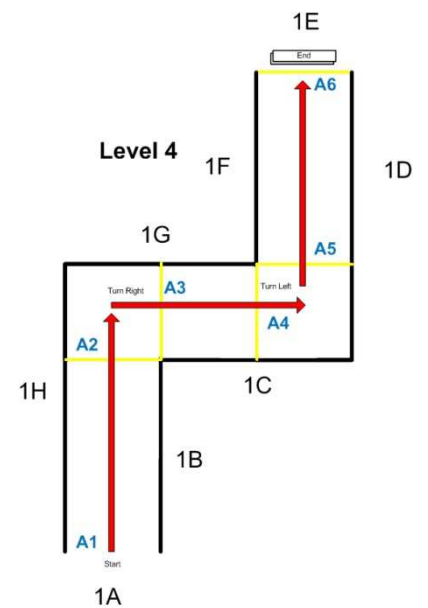 1E
End
A6
Level 4
1F
1D
1G
A5
Turn Right
A3
Turn Left
A4
A2
1C
1H
1B
A1
Start
1A